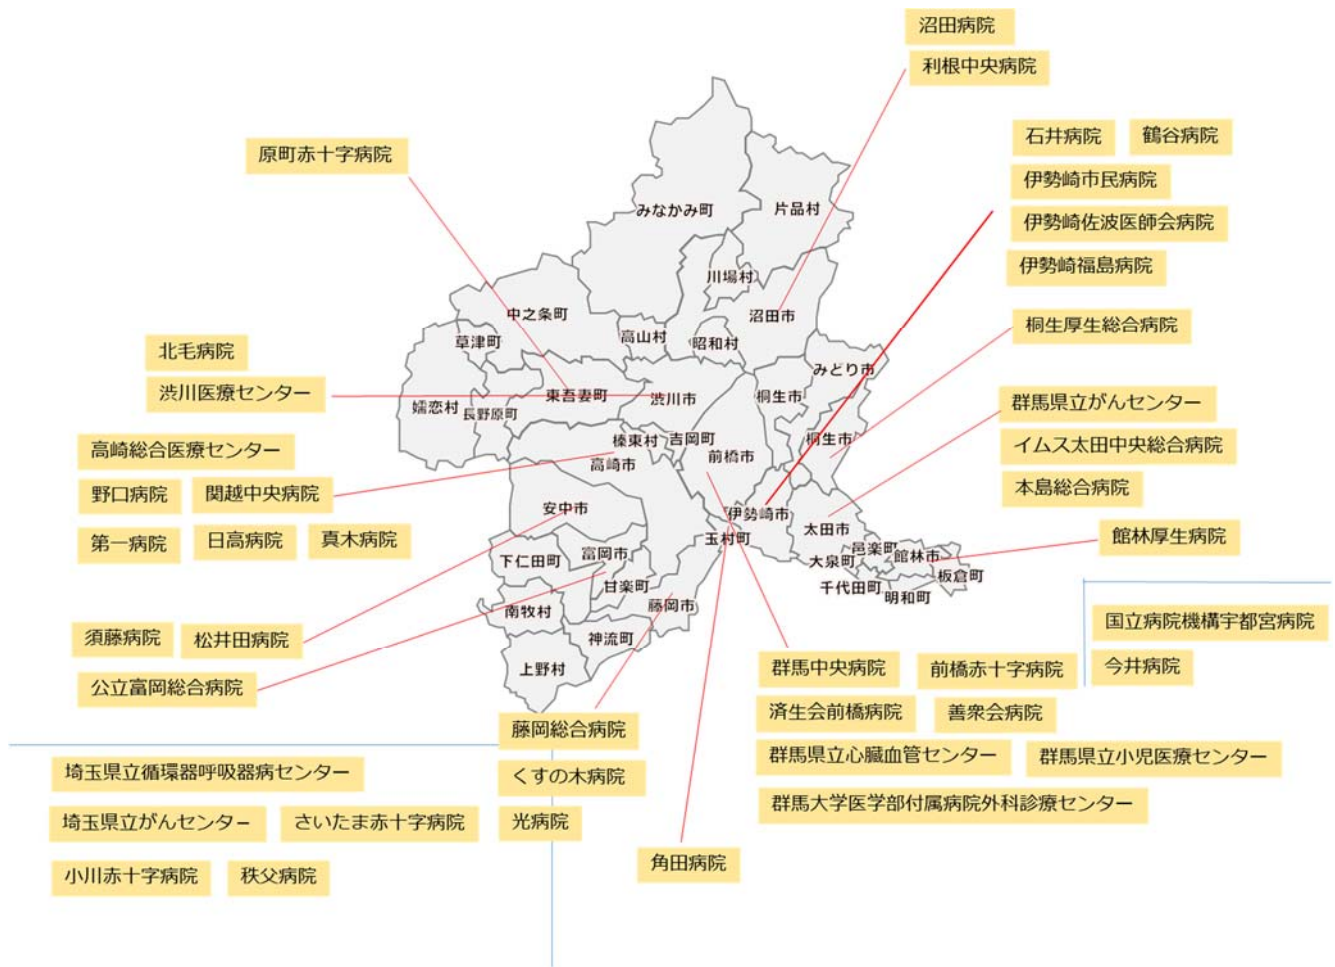 沼田病院
利根中央病院
石井病院
鶴谷病院
原町赤十字病院
伊勢崎市民病院
伊勢崎佐波医師会病院
伊勢崎福島病院
みなかみ町
片品村
川場村
中之条町
沼田市
桐生厚生総合病院
草津町
高山村
昭和村
北毛病院
みどり市
渋川医療センター
東吾妻町
渋川市
桐生市
嬬恋村
長野原町
群馬県立がんセンター
高崎総合医療センター
榛東村
吉岡町
桐生市
イムス太田中央総合病院
高崎市
前橋市
野口病院
関越中央病院
本島総合病院
安中市
伊勢崎市
太田市
第一病院
日高病院
真木病院
玉村町
館林厚生病院
下仁田町
富岡市
大泉町
邑楽町
館林市
板倉町
甘楽町
千代田町
明和町
南牧村
藤岡市
須藤病院
松井田病院
神流町
国立病院機構宇都宮病院
上野村
群馬中央病院
前橋赤十字病院
今井病院
公立富岡総合病院
済生会前橋病院
善衆会病院
藤岡総合病院
群馬県立心臓血管センター
群馬県立小児医療センター
埼玉県立循環器呼吸器病センター
くすの木病院
群馬大学医学部付属病院外科診療センター
埼玉県立がんセンター
さいたま赤十字病院
光病院
角田病院
小川赤十字病院
秩父病院